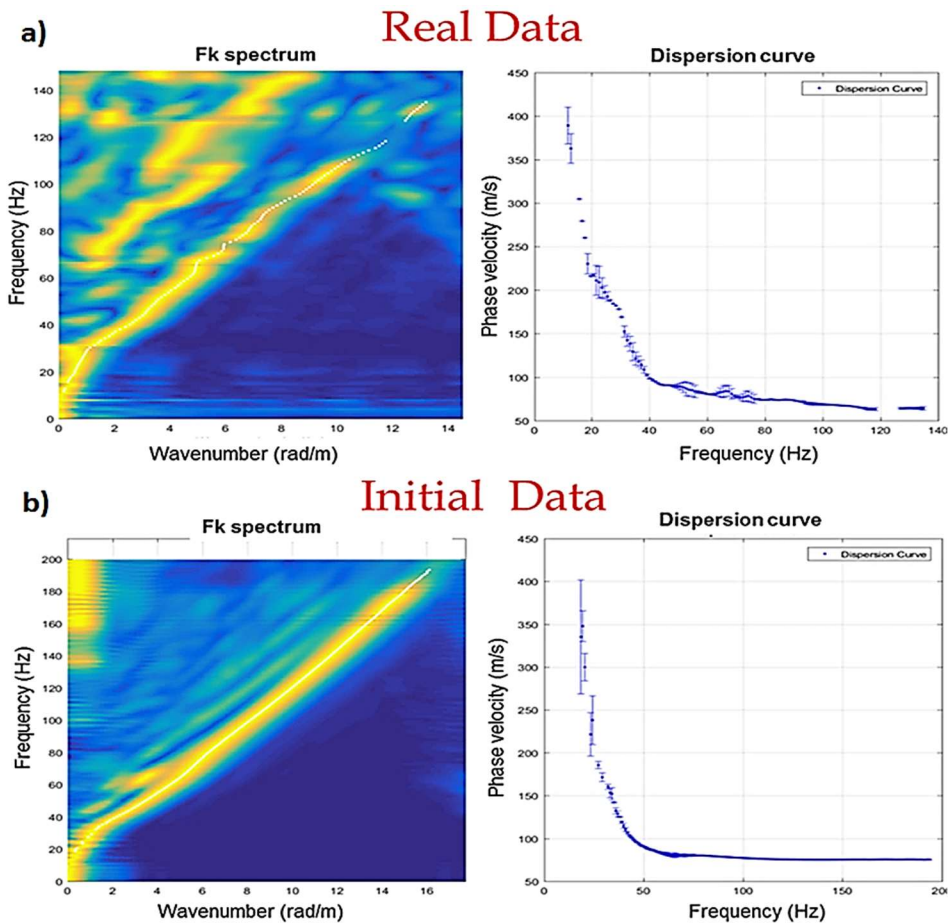 a)
Real Data
Fk spectrum
Dispersion curve
Frequency (Hz)
140
120
100
80
60
40
20
0
0 2 4 6 8 10 12 14
Wavenumber (rad/m)
Phase velocity (m/s)
450
400
350
300
250
200
150
100
50
Dispersion Curve
0 20 40 60 80 100 120 140
Frequency (Hz)
b)
Initial Data
Fk spectrum
Dispersion curve
Frequency (Hz)
200
180
160
140
120
100
80
60
40
20
0
0 2 4 6 8 10 12 14 16
Wavenumber (rad/m)
Phase velocity (m/s)
450
400
350
300
250
200
150
100
50
Dispersion Curve
0 50 100 150 200
Frequency (Hz)